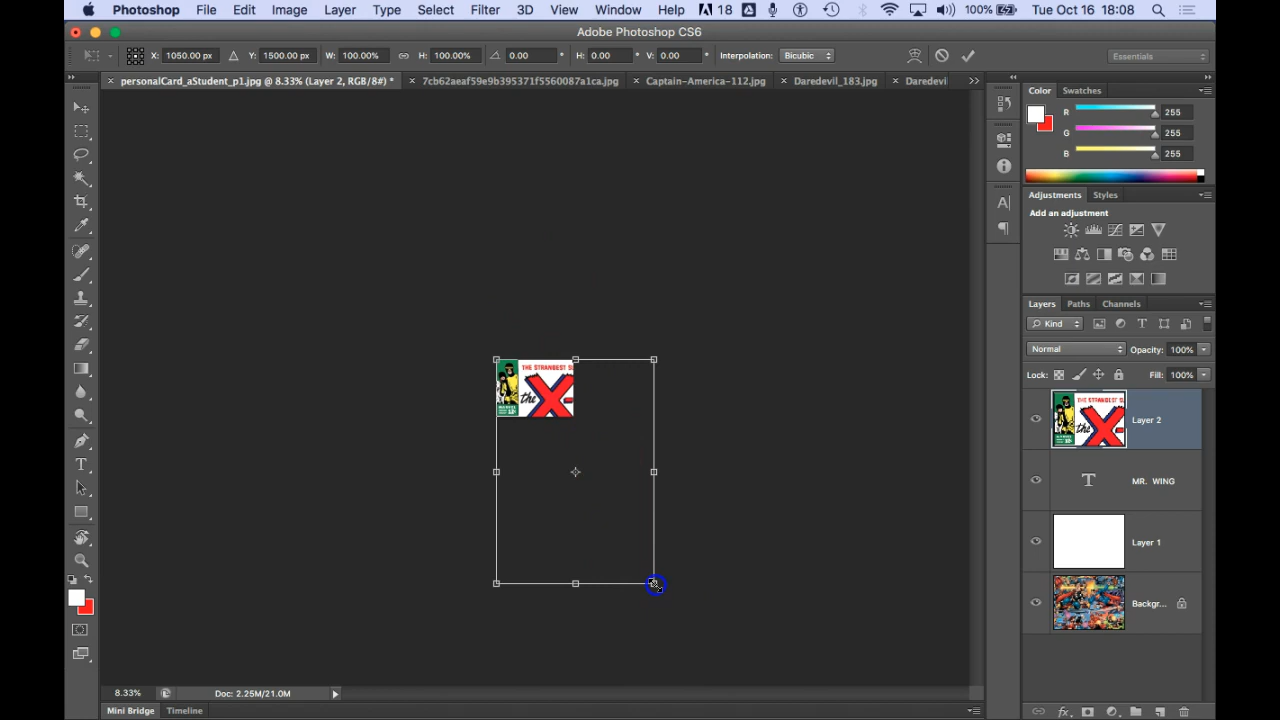 Photoshop File Edit Image Layer Type Select Filter 3D View Window Help 18 100% Tue Oct 16 18:08
Adobe Photoshop CS6
X: 1050.00 px Y: 1500.00 px W: 100.00% H: 100.00% 0.00 ° H: 0.00 ° V: 0.00 ° Interpolation: Bicubic Essentials
personalCard_aStudent_p1.jpg @ 8.33% (Layer 2, RGB/8#) * 7cb62aeaf59e9b395371f5560087a1ca.jpg Captain-America-112.jpg Daredevil_183.jpg Daredevil
Color Swatches
R 255
G 255
B 255
Adjustments Styles
Add an adjustment
Layers Paths Channels
Kind
Normal Opacity: 100%
Lock: Fill: 100%
THE STRANGEST
the X-
Layer 2
T MR. WING
Layer 1
Backgr...
8.33% Doc: 2.25M/21.0M
Mini Bridge Timeline